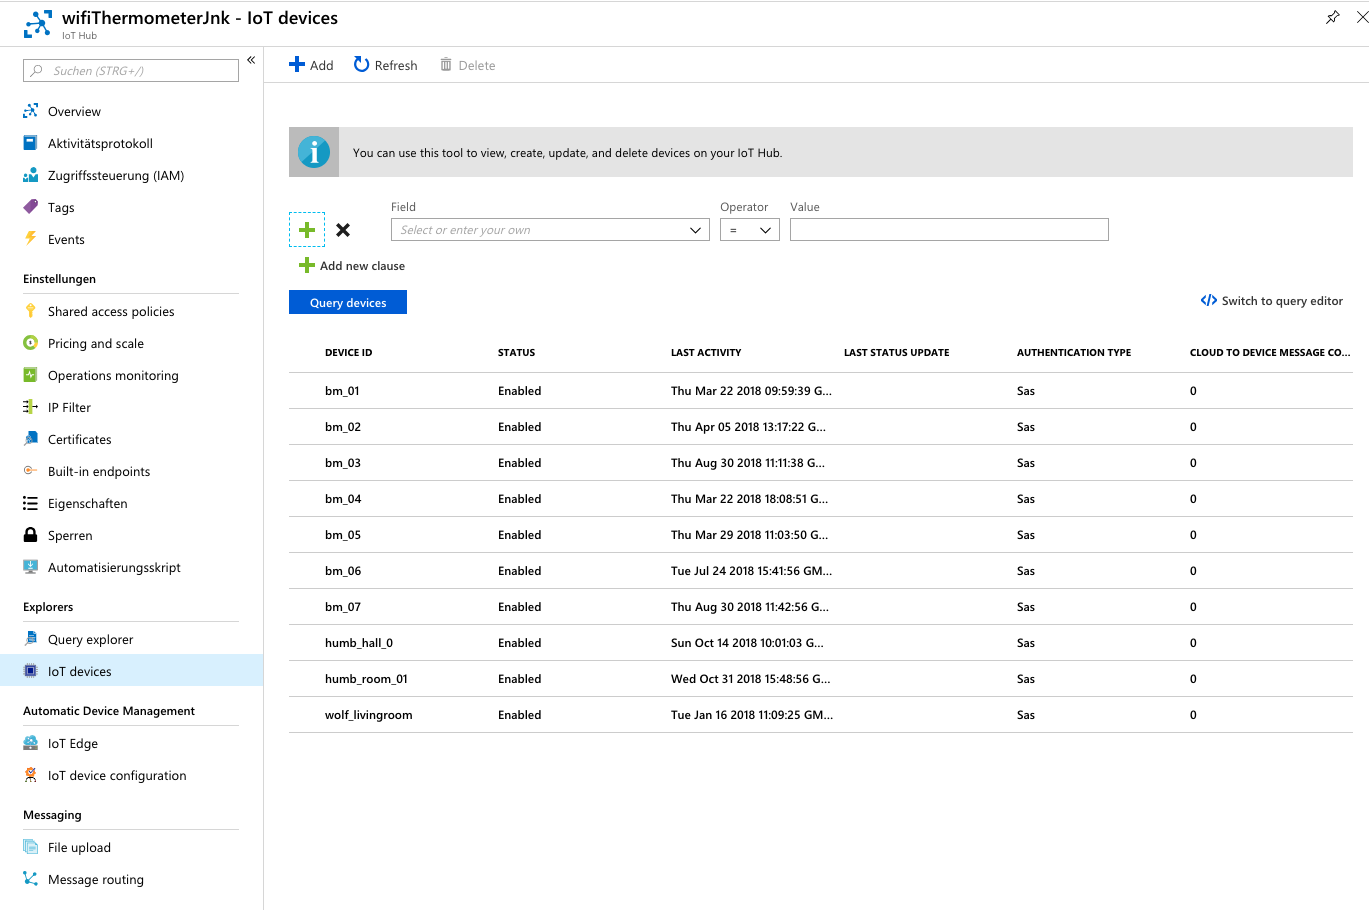 wifiThermometerJnk - IoT devices
IoT Hub
Suchen (STRG+/)
Overview
Aktivitätsprotokoll
Zugriffssteuerung (IAM)
Tags
Events
Einstellungen
Shared access policies
Pricing and scale
Operations monitoring
IP Filter
Certificates
Built-in endpoints
Eigenschaften
Sperren
Automatisierungsskript
Explorers
Query explorer
IoT devices
Automatic Device Management
IoT Edge
IoT device configuration
Messaging
File upload
Message routing
Add Refresh Delete
You can use this tool to view, create, update, and delete devices on your IoT Hub.
Field Operator Value
Select or enter your own =
Add new clause
Query devices
Switch to query editor
DEVICE ID STATUS LAST ACTIVITY LAST STATUS UPDATE AUTHENTICATION TYPE CLOUD TO DEVICE MESSAGE CO...
bm_01 Enabled Thu Mar 22 2018 09:59:39 G... Sas 0
bm_02 Enabled Thu Apr 05 2018 13:17:22 G... Sas 0
bm_03 Enabled Thu Aug 30 2018 11:11:38 G... Sas 0
bm_04 Enabled Thu Mar 22 2018 18:08:51 G... Sas 0
bm_05 Enabled Thu Mar 29 2018 11:03:50 G... Sas 0
bm_06 Enabled Tue Jul 24 2018 15:41:56 GM... Sas 0
bm_07 Enabled Thu Aug 30 2018 11:42:56 G... Sas 0
humb_hall_0 Enabled Sun Oct 14 2018 10:01:03 G... Sas 0
humb_room_01 Enabled Wed Oct 31 2018 15:48:56 G... Sas 0
wolf_livingroom Enabled Tue Jan 16 2018 11:09:25 GM... Sas 0